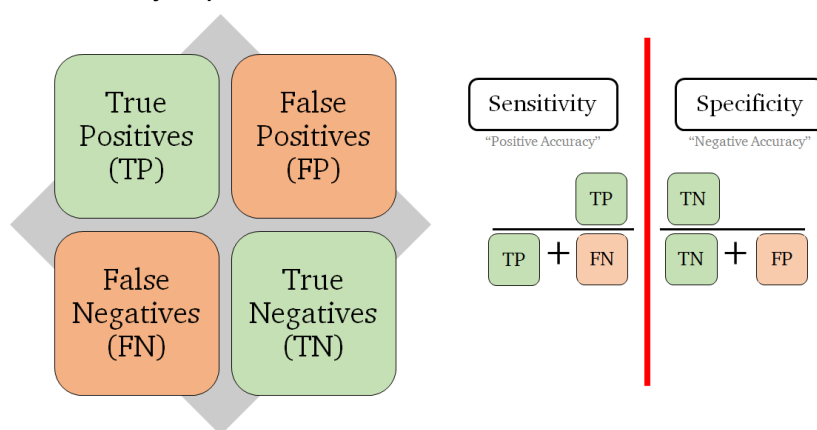 True
Positives
(TP)
False
Positives
(FP)
False
Negatives
(FN)
True
Negatives
(TN)
Sensitivity
“Positive Accuracy”
TP
TP + FN
Specificity
“Negative Accuracy”
TN
TN + FP